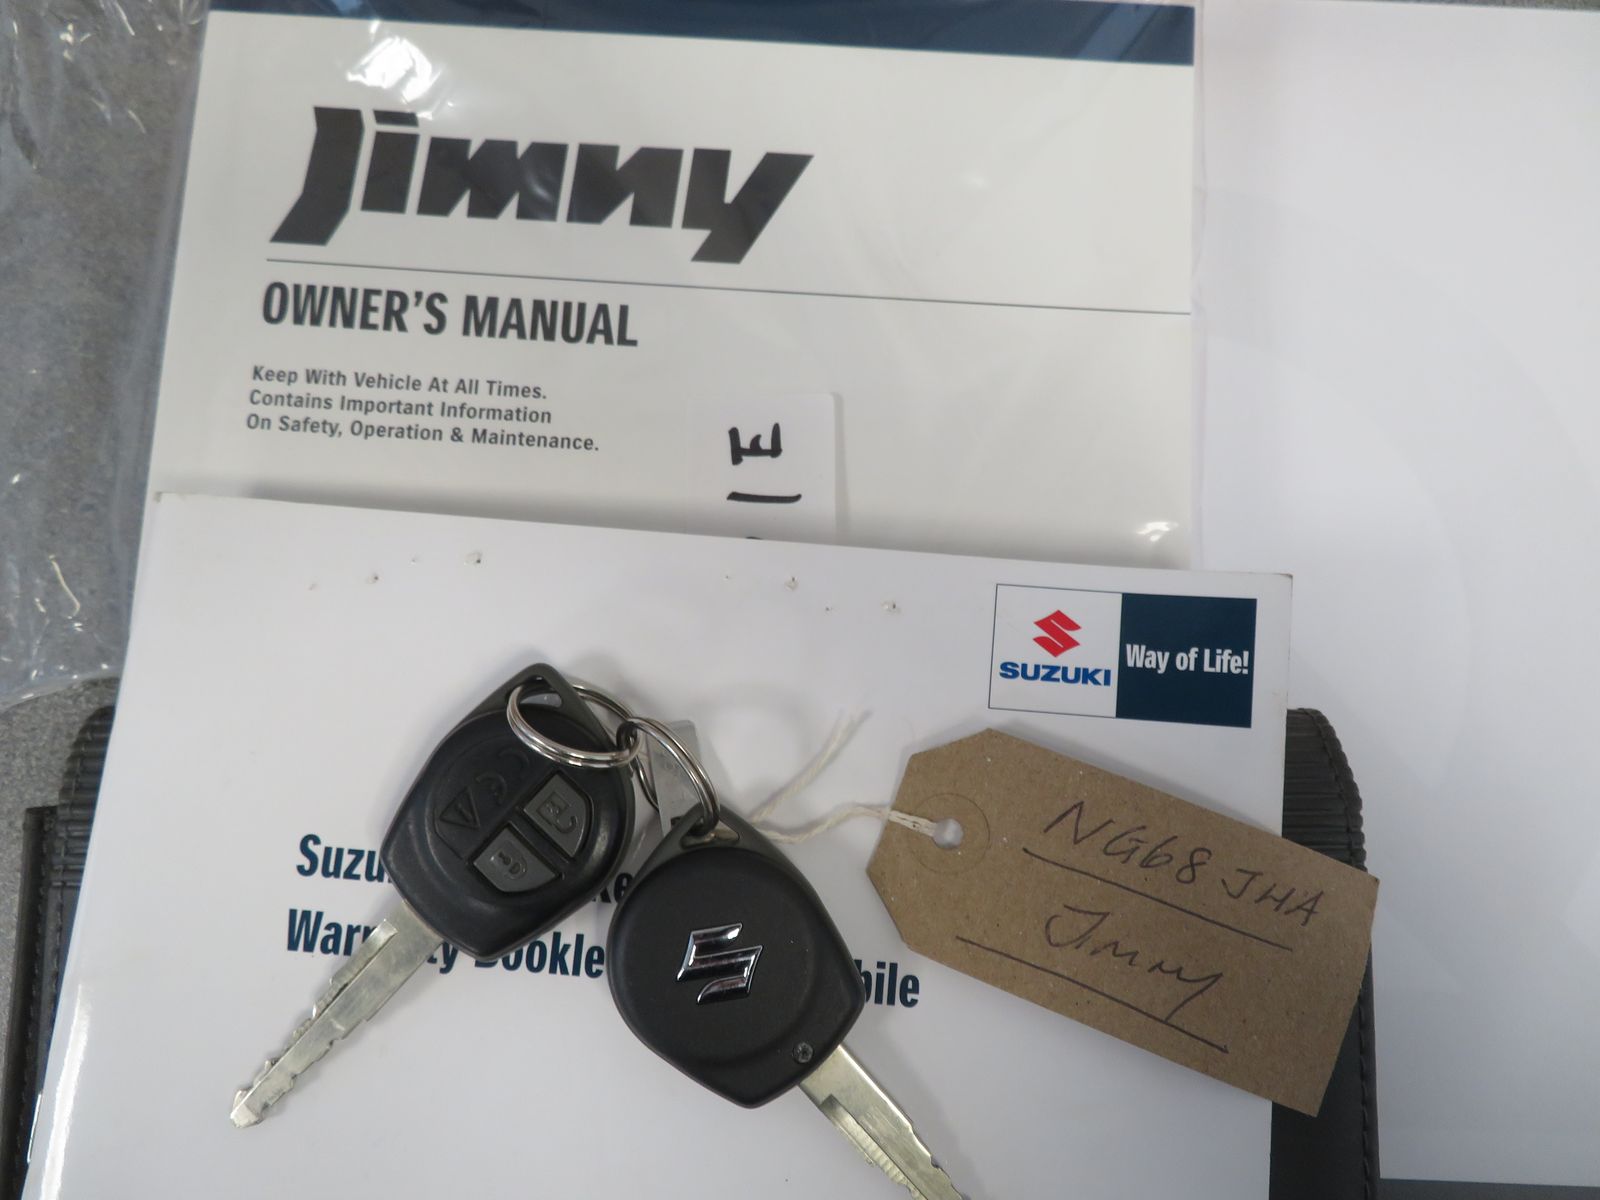 Jimny
OWNER'S MANUAL
Keep With Vehicle At All Times.
Contains Important Information
On Safety, Operation & Maintenance.
SUZUKI
Way of Life!
NG68 JHA
Jimny